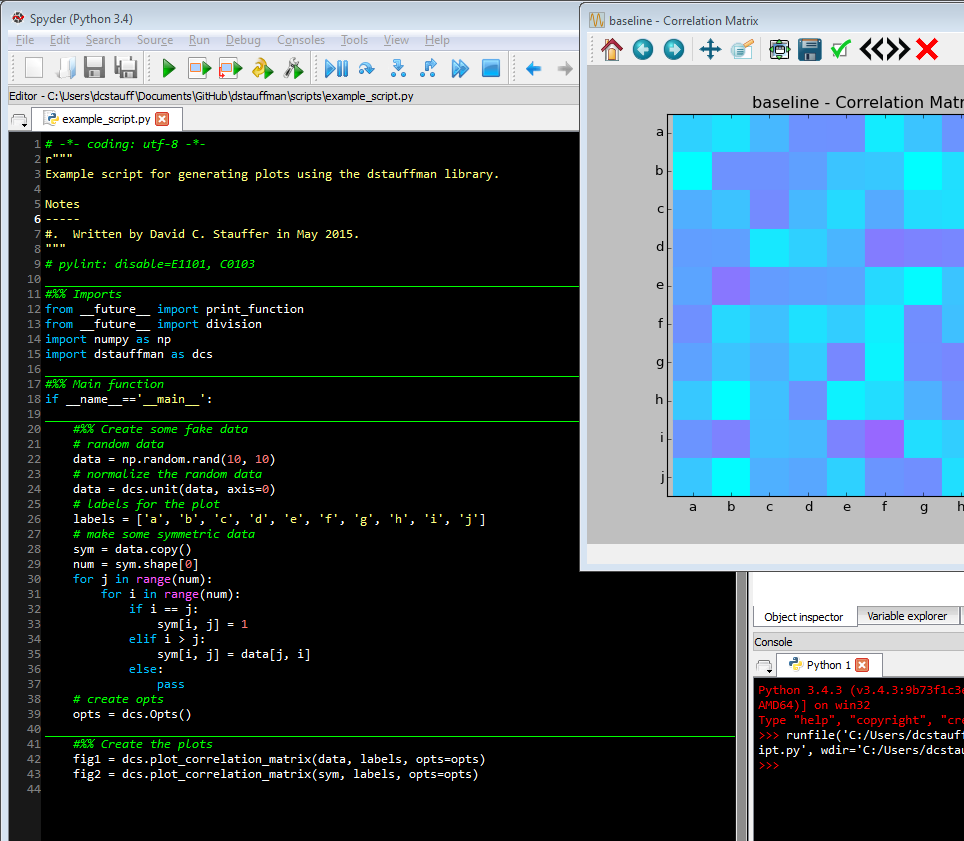 Spyder (Python 3.4)
File Edit Search Source Run Debug Consoles Tools View Help
Editor - C:\Users\dcstauff\Documents\GitHub\dstauffman\scripts\example_script.py
example_script.py
1 # -*- coding: utf-8 -*-
2 r"""
3 Example script for generating plots using the dstauffman library.
4
5 Notes
6 -----
7 #.  Written by David C. Stauffer in May 2015.
8 """
9 # pylint: disable=E1101, C0103
10
11 #%% Imports
12 from __future__ import print_function
13 from __future__ import division
14 import numpy as np
15 import dstauffman as dcs
16
17 #%% Main function
18 if __name__=='__main__':
19
20     #%% Create some fake data
21     # random data
22     data = np.random.rand(10, 10)
23     # normalize the random data
24     data = dcs.unit(data, axis=0)
25     # labels for the plot
26     labels = ['a', 'b', 'c', 'd', 'e', 'f', 'g', 'h', 'i', 'j']
27     # make some symmetric data
28     sym = data.copy()
29     num = sym.shape[0]
30     for j in range(num):
31         for i in range(num):
32             if i == j:
33                 sym[i, j] = 1
34             elif i > j:
35                 sym[i, j] = data[j, i]
36             else:
37                 pass
38     # create opts
39     opts = dcs.Opts()
40
41     #%% Create the plots
42     fig1 = dcs.plot_correlation_matrix(data, labels, opts=opts)
43     fig2 = dcs.plot_correlation_matrix(sym, labels, opts=opts)
44
baseline - Correlation Matrix
baseline - Correlation Matr
a
b
c
d
e
f
g
h
i
j
a b c d e f g h
Object inspector Variable explorer
Console
Python 1
Python 3.4.3 (v3.4.3:9b73f1c3e
AMD64)] on win32
Type "help", "copyright", "cre
>>> runfile('C:/Users/dcstauff
ipt.py', wdir='C:/Users/dcstau
>>>